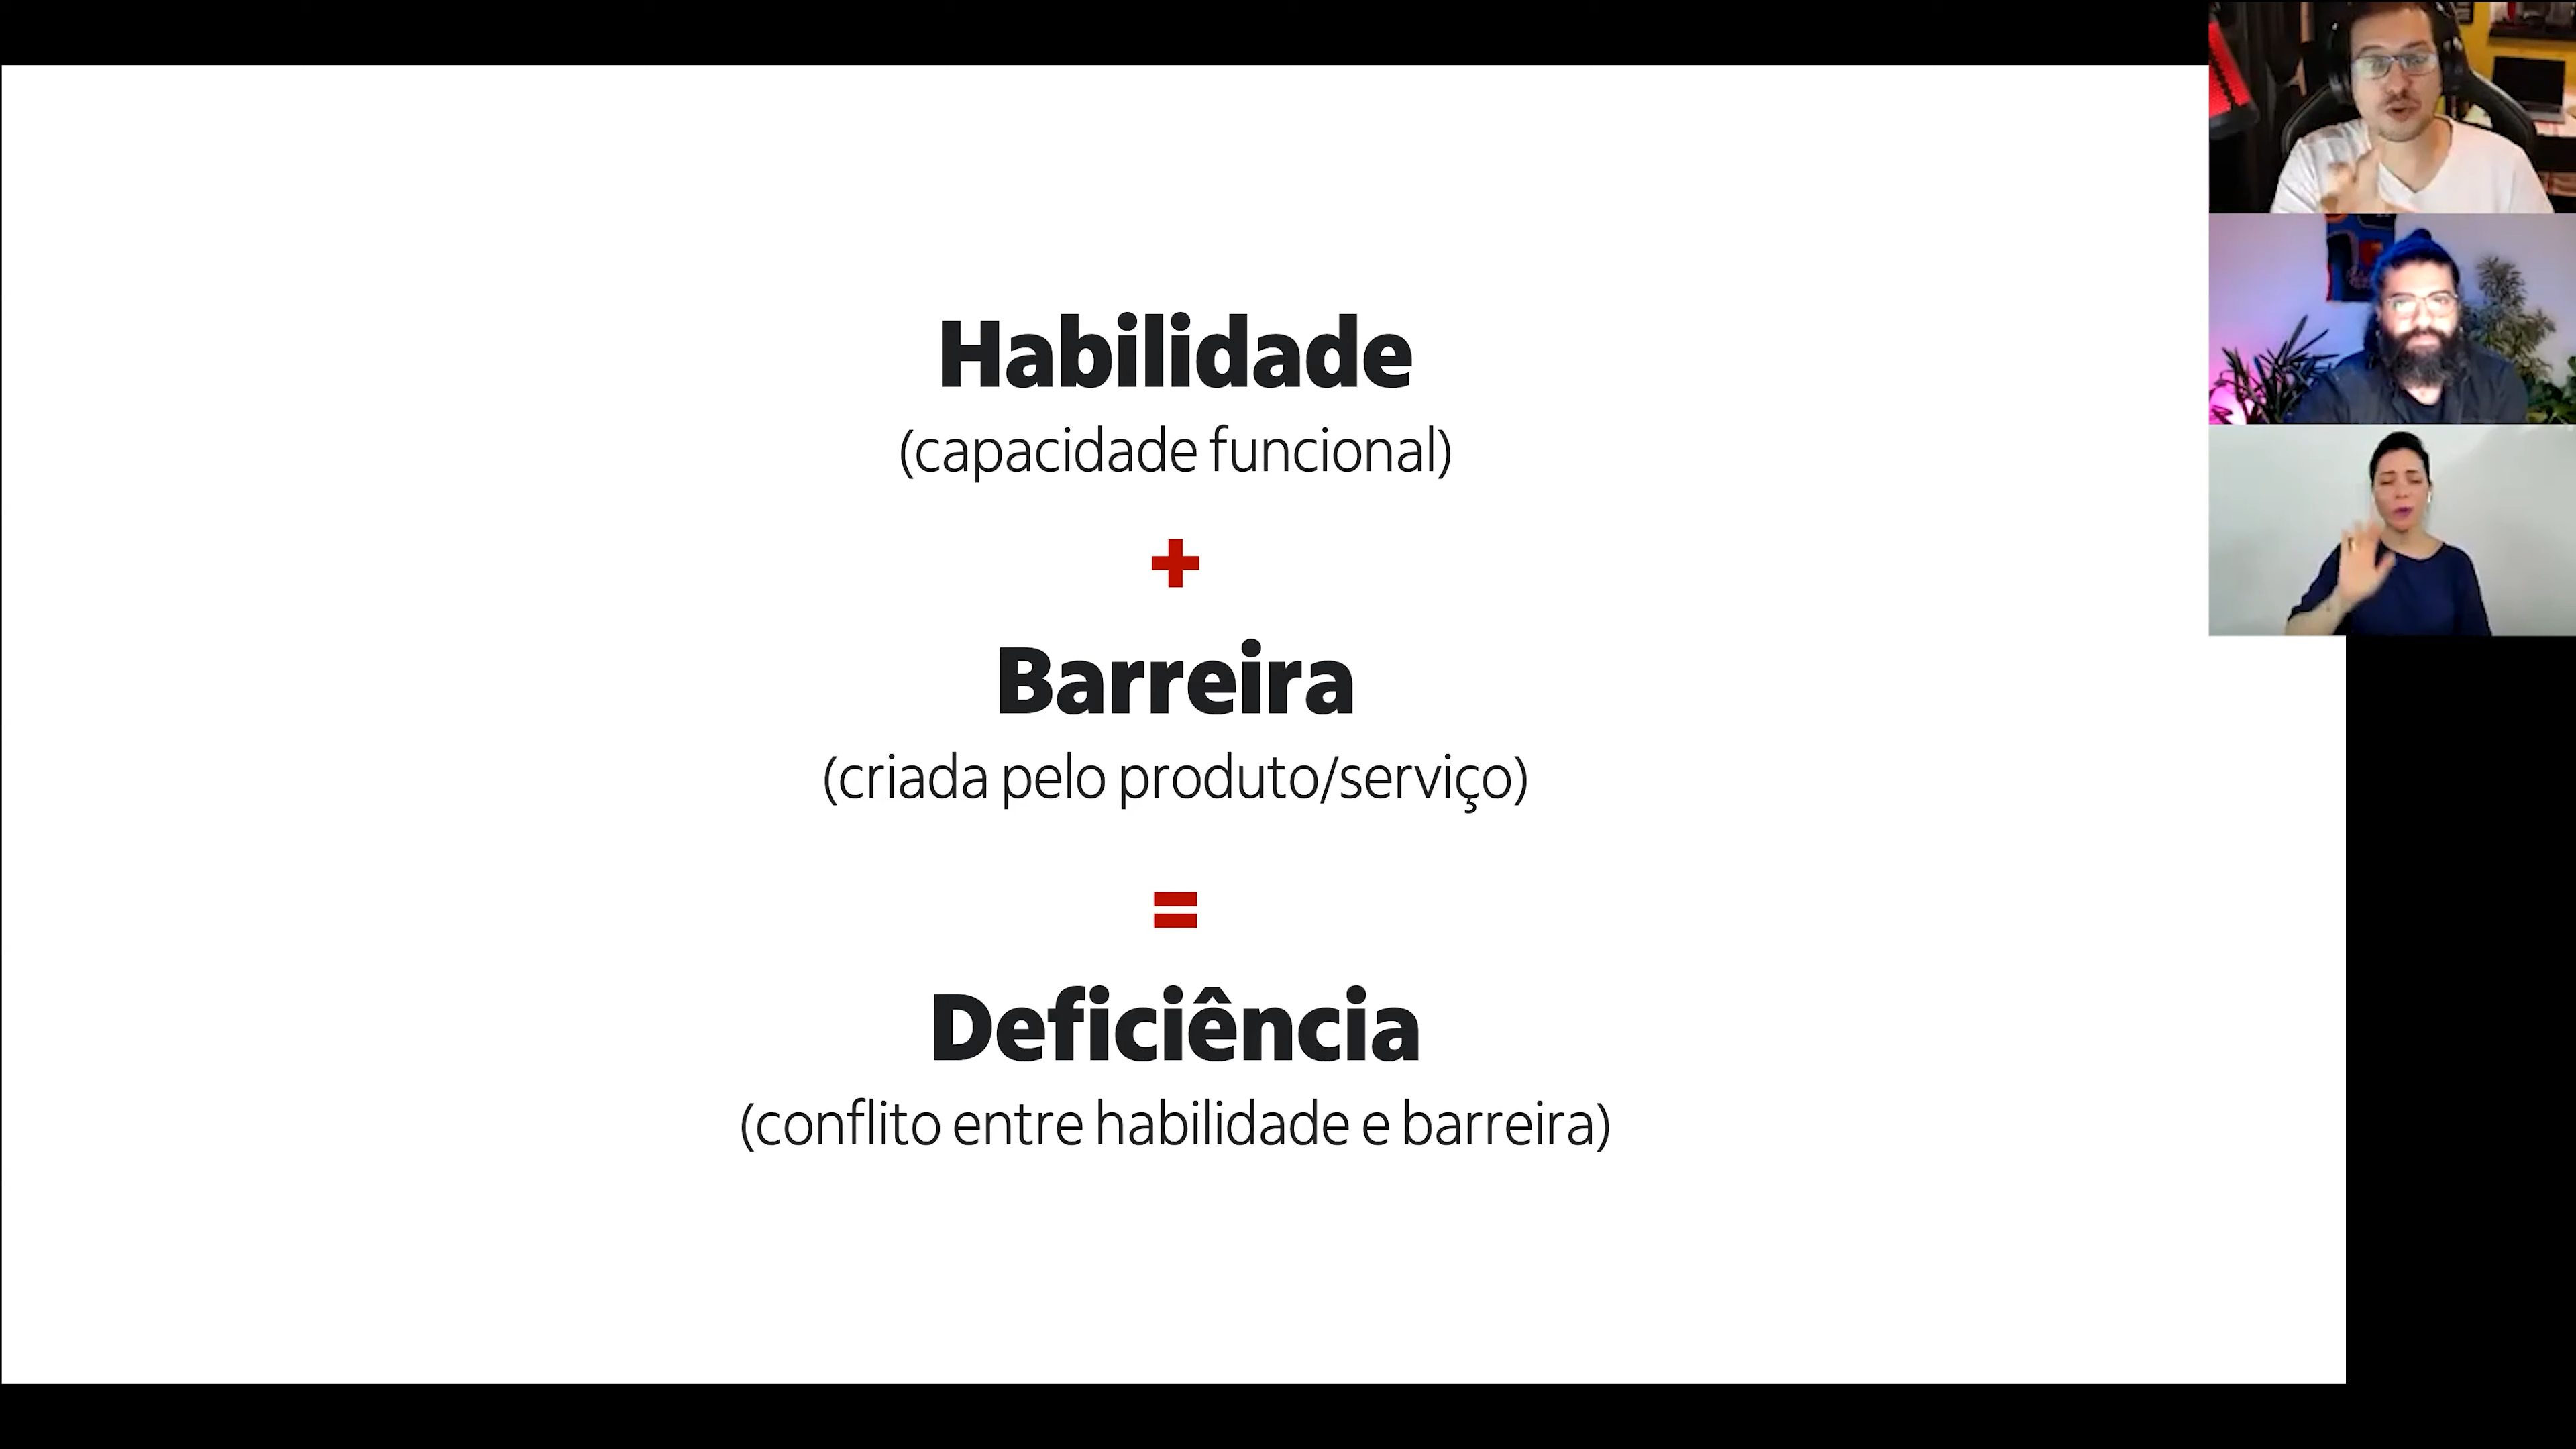 Habilidade
(capacidade funcional)
+
Barreira
(criada pelo produto/serviço)
=
Deficiência
(conflito entre habilidade e barreira)